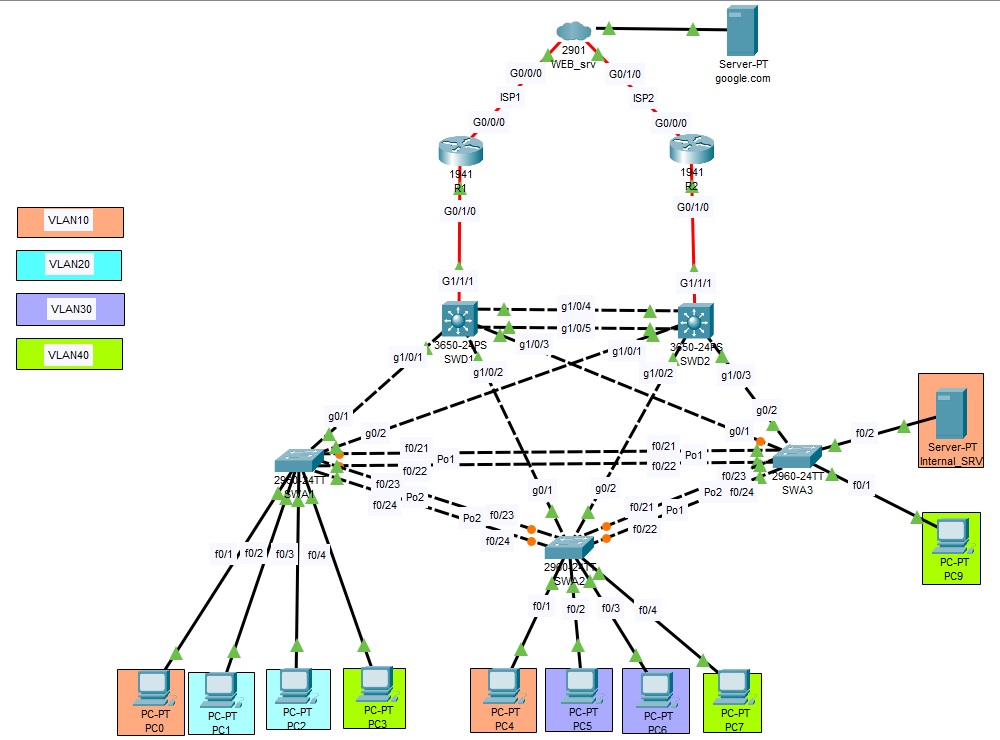 2901
WEB_srv
Server-PT
google.com
G0/0/0
G0/1/0
ISP1
ISP2
G0/0/0
G0/0/0
1941
R1
1941
R2
G0/1/0
G0/1/0
VLAN10
VLAN20
VLAN30
VLAN40
G1/1/1
G1/1/1
g1/0/4
g1/0/5
3650-24PS
SWD1
3650-24PS
SWD2
g1/0/1
g1/0/3
g1/0/1
g1/0/2
g1/0/2
g1/0/3
g0/1
g0/2
g0/2
g0/1
f0/21
Po1
f0/21
f0/22
f0/22
2960-24TT
SWA1
2960-24TT
SWA3
f0/2
Server-PT
Internal_SRV
f0/1
PC-PT
PC9
f0/23
f0/24
Po2
Po2
f0/23
f0/24
g0/1
g0/2
f0/23
f0/24
Po2
Po1
f0/21
f0/22
2960-24TT
SWA2
f0/1
f0/2
f0/3
f0/4
f0/1
f0/2
f0/3
f0/4
PC-PT
PC0
PC-PT
PC1
PC-PT
PC2
PC-PT
PC3
PC-PT
PC4
PC-PT
PC5
PC-PT
PC6
PC-PT
PC7